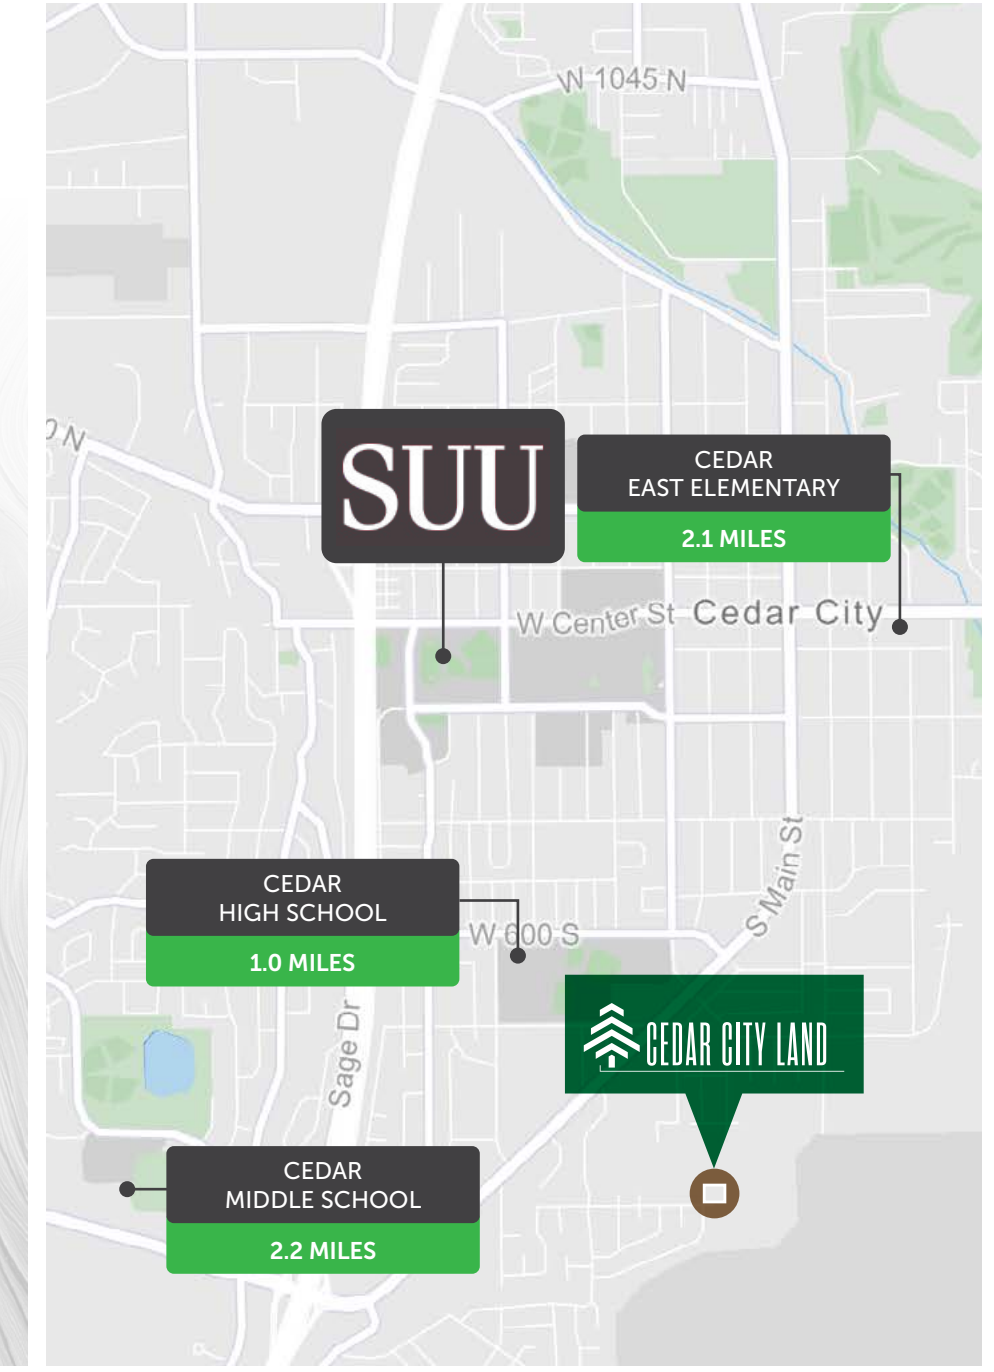 W 1045 N
0 N
SUU
CEDAR
EAST ELEMENTARY
2.1 MILES
W Center St
Cedar City
S Main St
CEDAR
HIGH SCHOOL
1.0 MILES
W 600 S
Sage Dr
CEDAR CITY LAND
CEDAR
MIDDLE SCHOOL
2.2 MILES